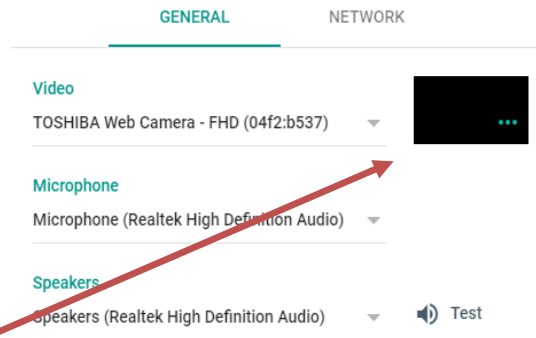 GENERAL NETWORK
Video
TOSHIBA Web Camera - FHD (04f2:b537)
Microphone
Microphone (Realtek High Definition Audio)
Speakers
Speakers (Realtek High Definition Audio)
Test